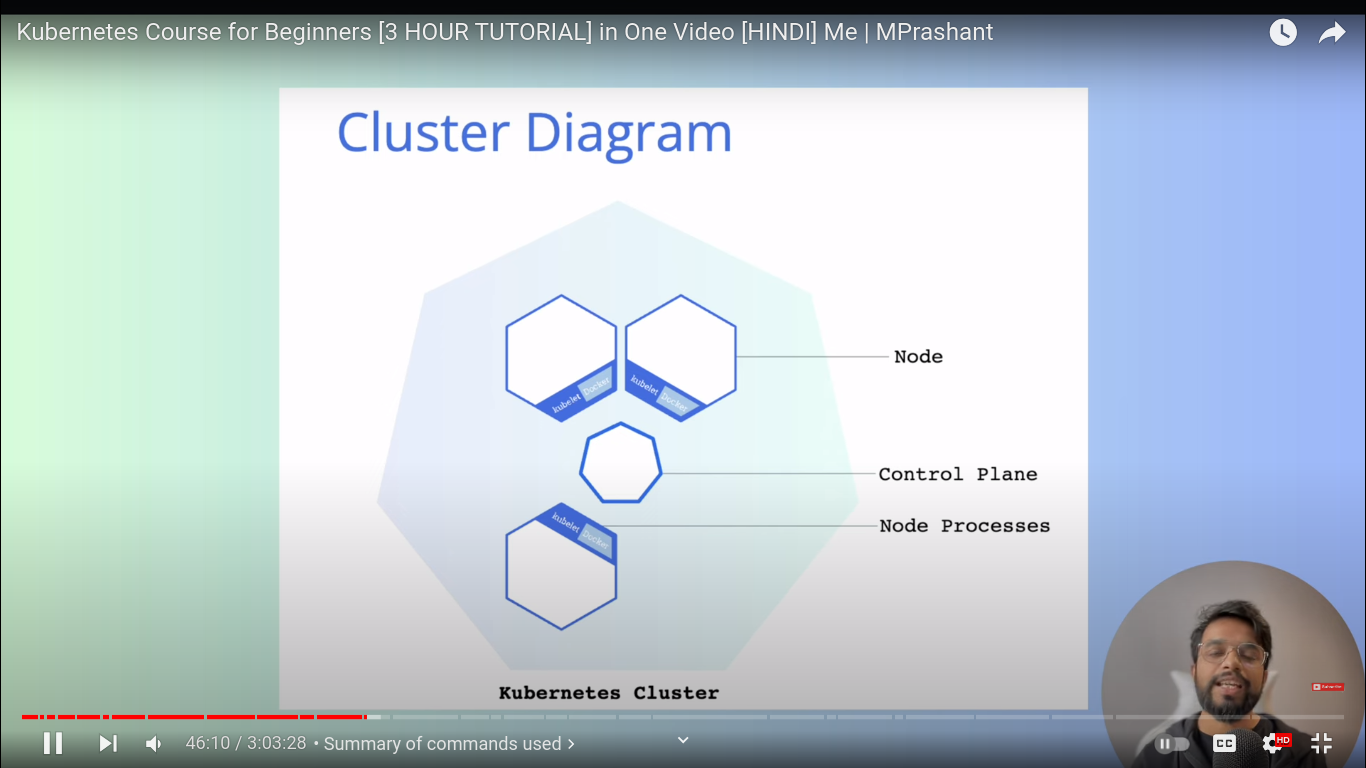 Kubernetes Course for Beginners [3 HOUR TUTORIAL] in One Video [HINDI] Me | MPrashant
Cluster Diagram
kubelet Docker
kubelet Docker
Node
Control Plane
kubelet Docker
Node Processes
Kubernetes Cluster
Subscribe
46:10 / 3:03:28 • Summary of commands used >
CC
HD